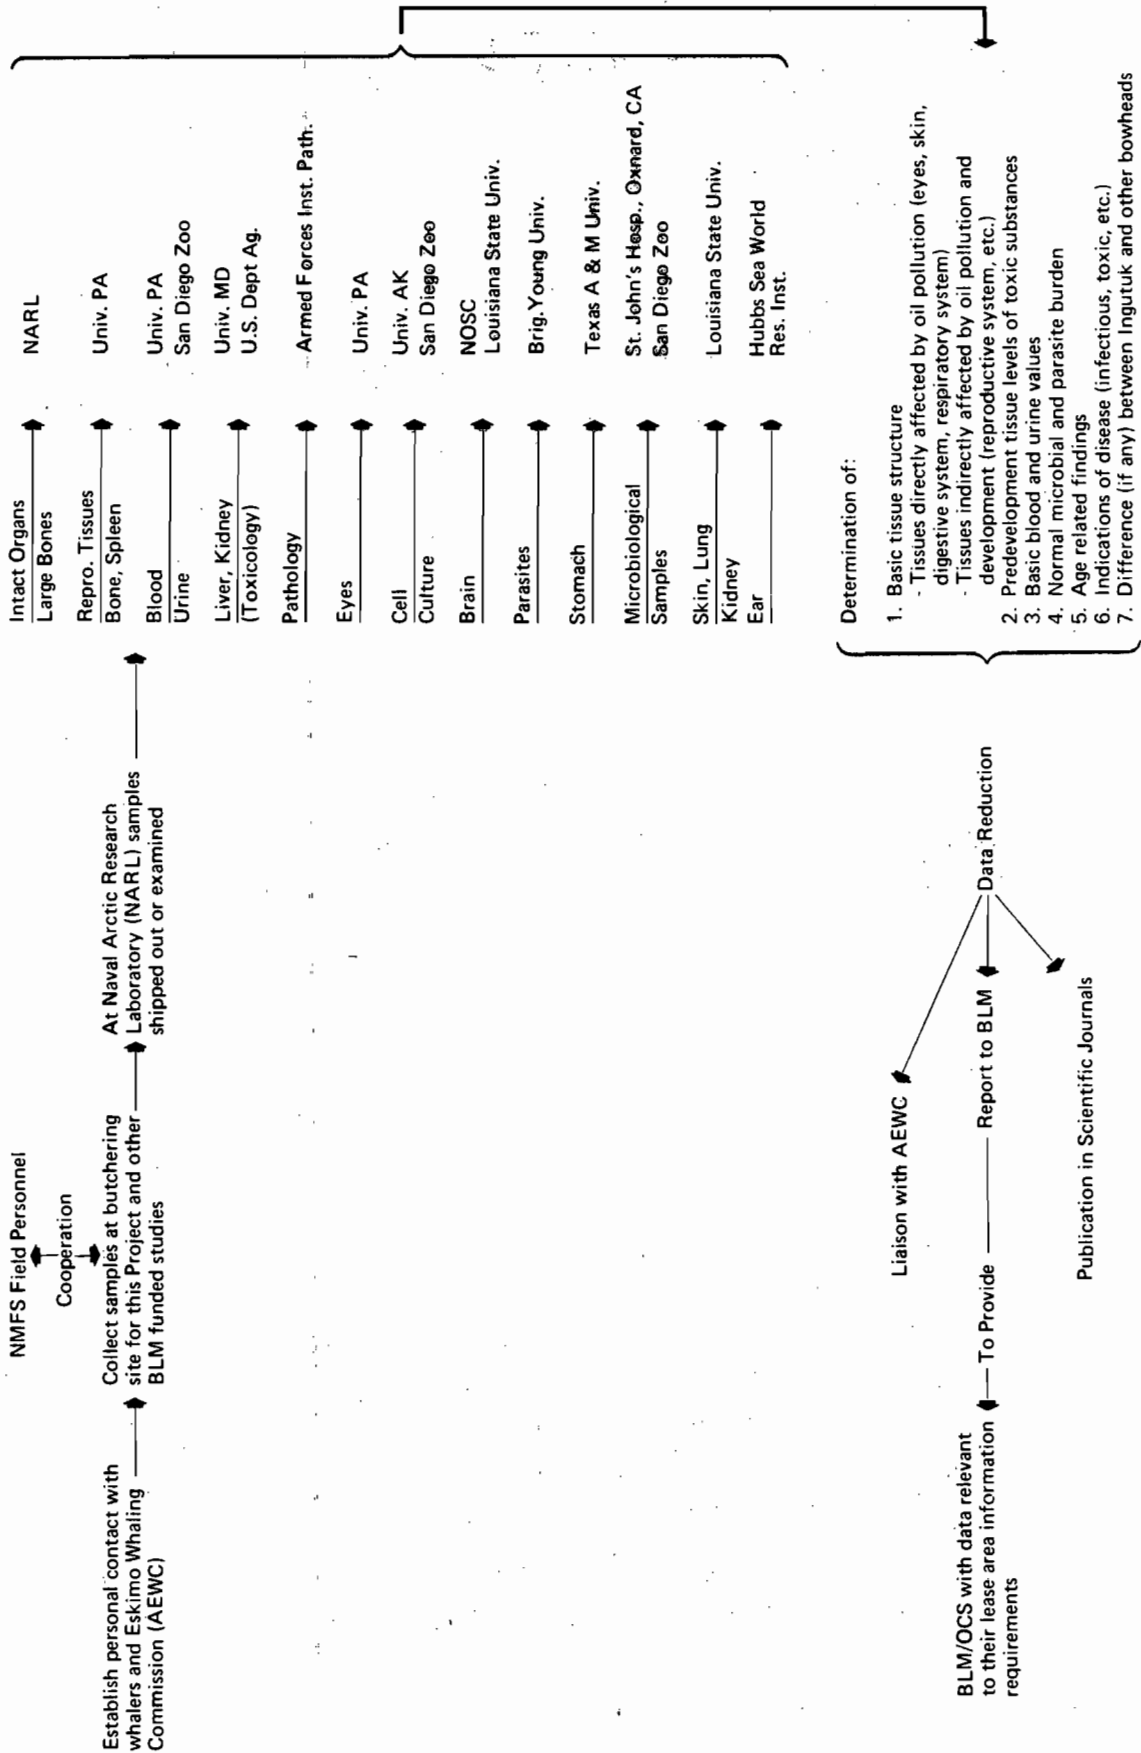 NMFS Field Personnel
Cooperation
Establish personal contact with
whalers and Eskimo Whaling
Commission (AEWC)
Collect samples at butchering
site for this Project and other
BLM funded studies
At Naval Arctic Research
Laboratory (NARL) samples
shipped out or examined
Intact Organs
Large Bones
NARL
Repro. Tissues
Bone, Spleen
Univ. PA
Blood
Urine
Univ. PA
San Diego Zoo
Liver, Kidney
(Toxicology)
Univ. MD
U.S. Dept Ag.
Pathology
Armed Forces Inst. Path.
Eyes
Univ. PA
Cell
Culture
Univ. AK
San Diego Zoo
Brain
NOSC
Louisiana State Univ.
Parasites
Brig. Young Univ.
Stomach
Texas A & M Univ.
Microbiological
Samples
St. John's Hosp., Oxnard, CA
San Diego Zoo
Skin, Lung
Kidney
Louisiana State Univ.
Ear
Hubbs Sea World
Res. Inst.
Determination of:
1. Basic tissue structure
- Tissues directly affected by oil pollution (eyes, skin,
digestive system, respiratory system)
- Tissues indirectly affected by oil pollution and
development (reproductive system, etc.)
2. Predevelopment tissue levels of toxic substances
3. Basic blood and urine values
4. Normal microbial and parasite burden
5. Age related findings
6. Indications of disease (infectious, toxic, etc.)
7. Difference (if any) between Ingutuk and other bowheads
Data Reduction
Liaison with AEWC
Report to BLM
Publication in Scientific Journals
To Provide
BLM/OCS with data relevant
to their lease area information
requirements